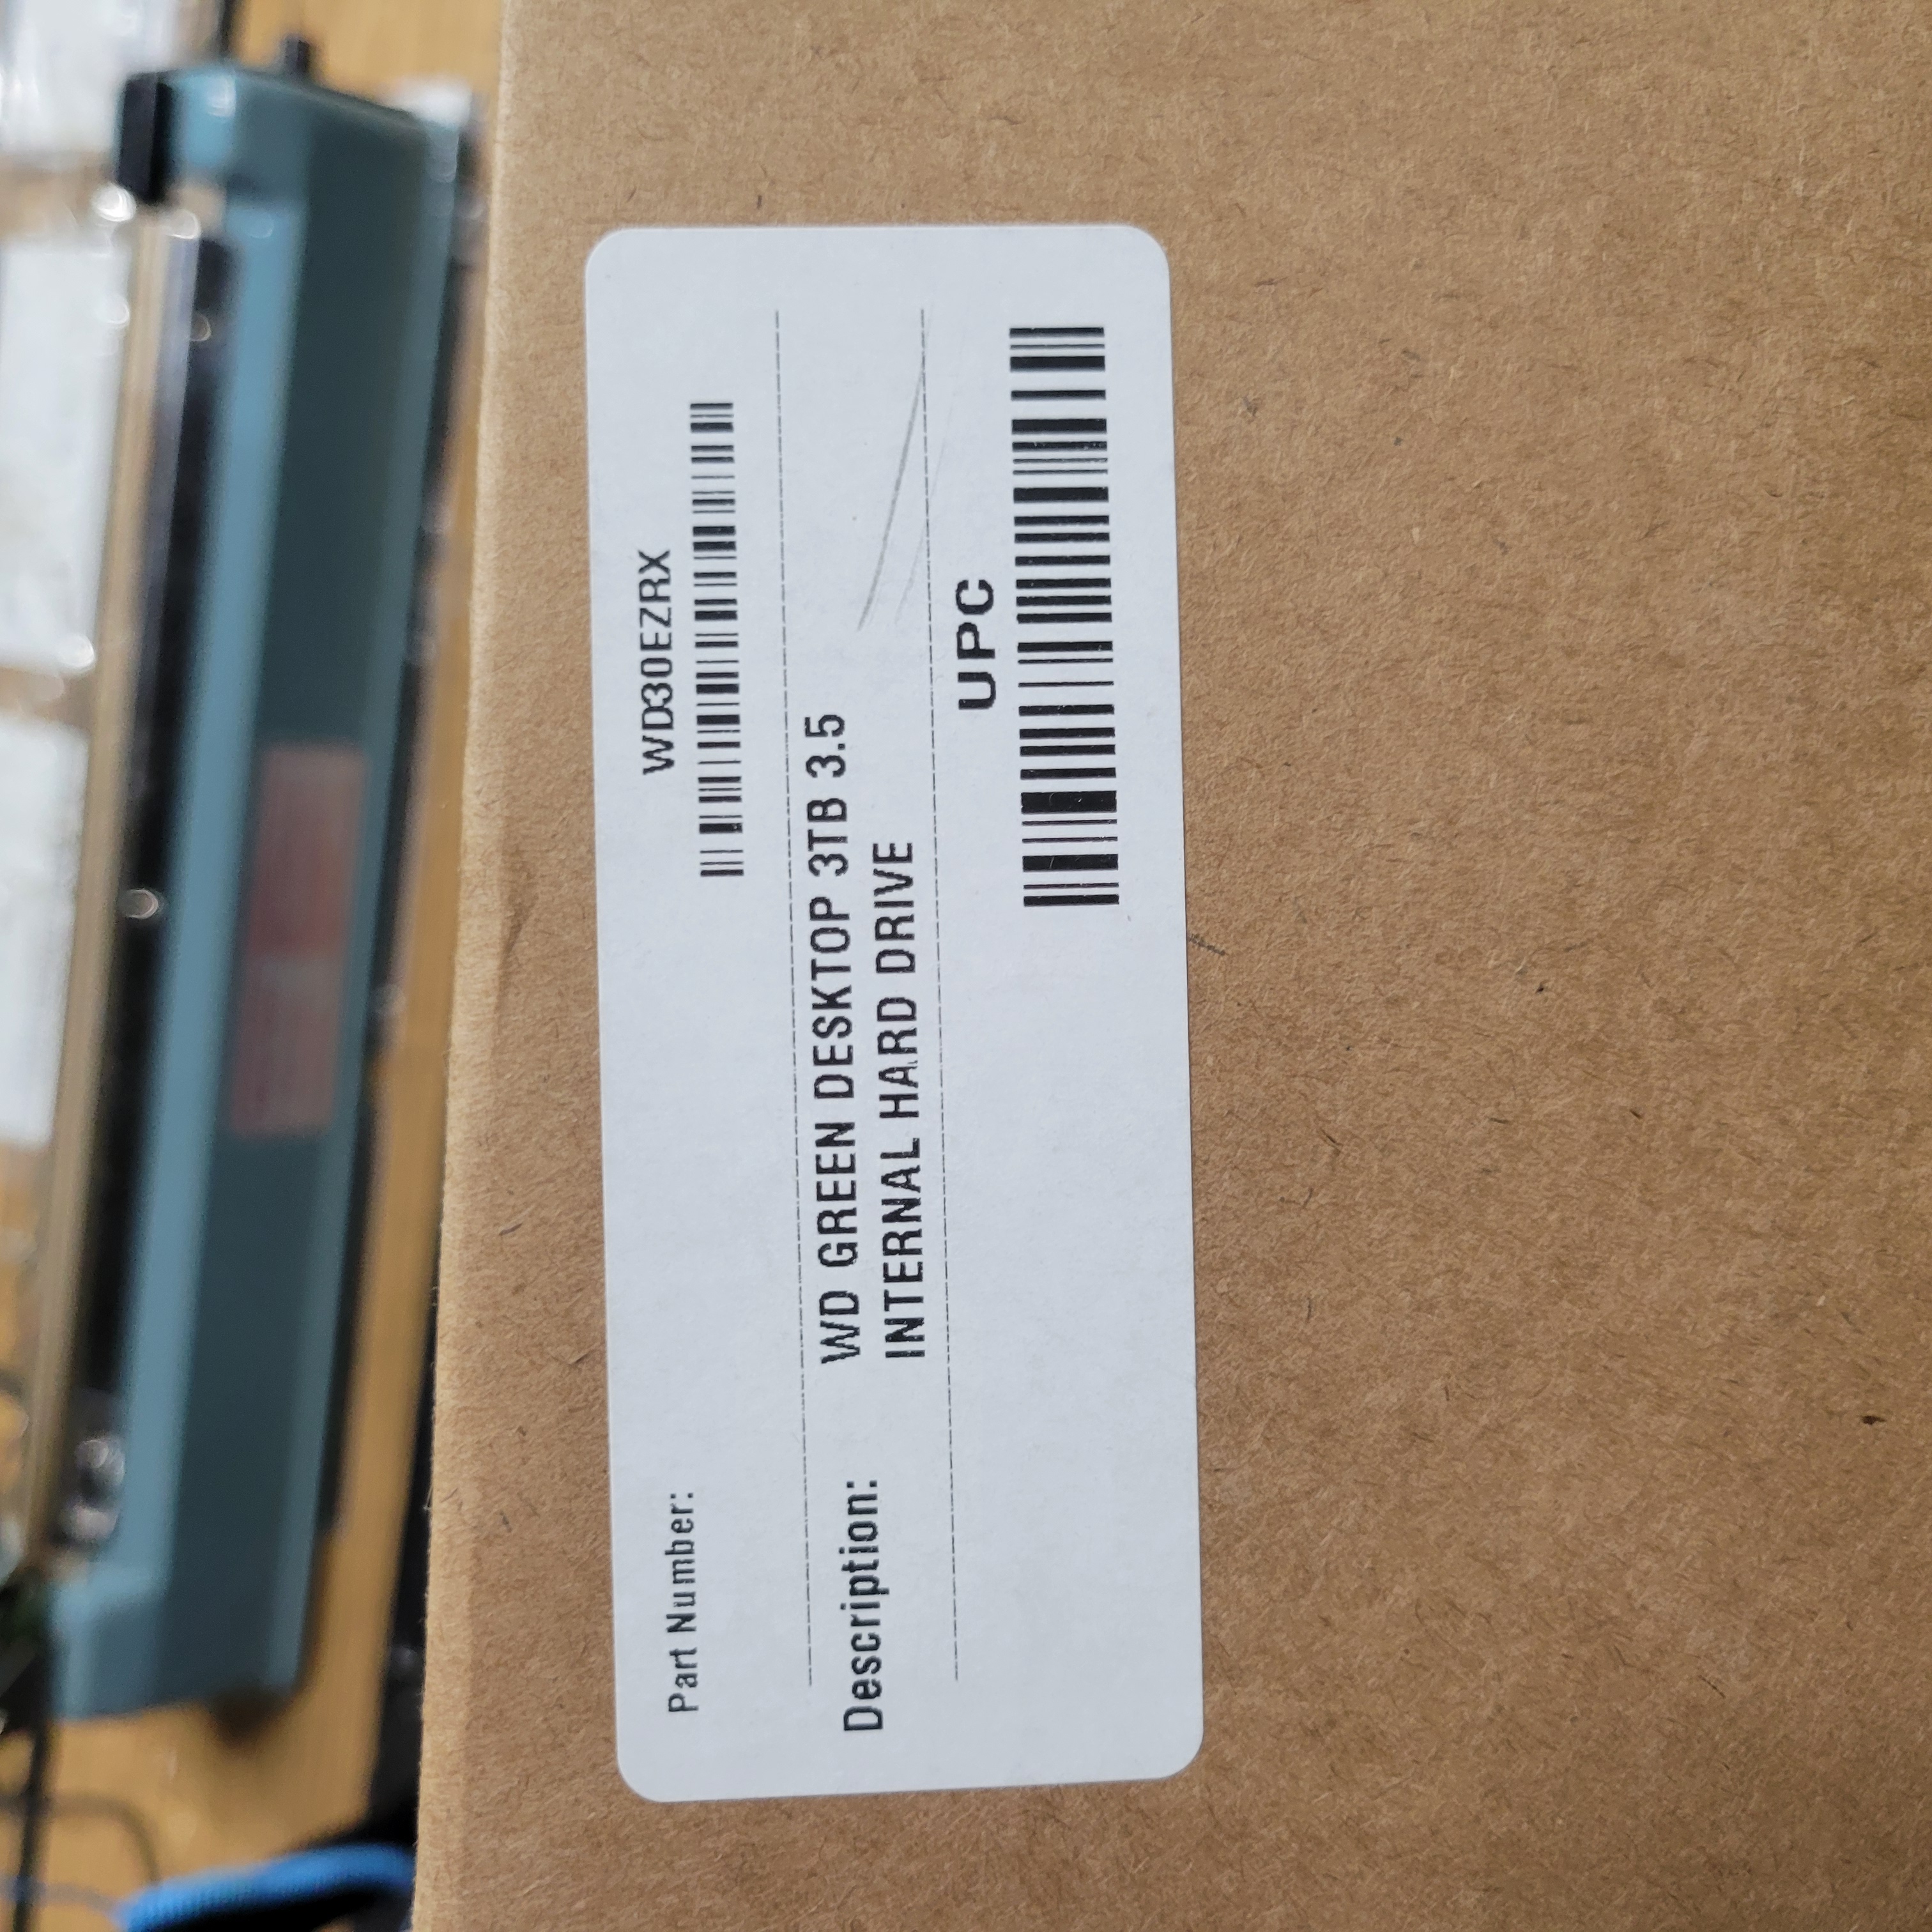 Part Number:
WD30EZRX
Description:
WD GREEN DESKTOP 3TB 3.5
INTERNAL HARD DRIVE
UPC